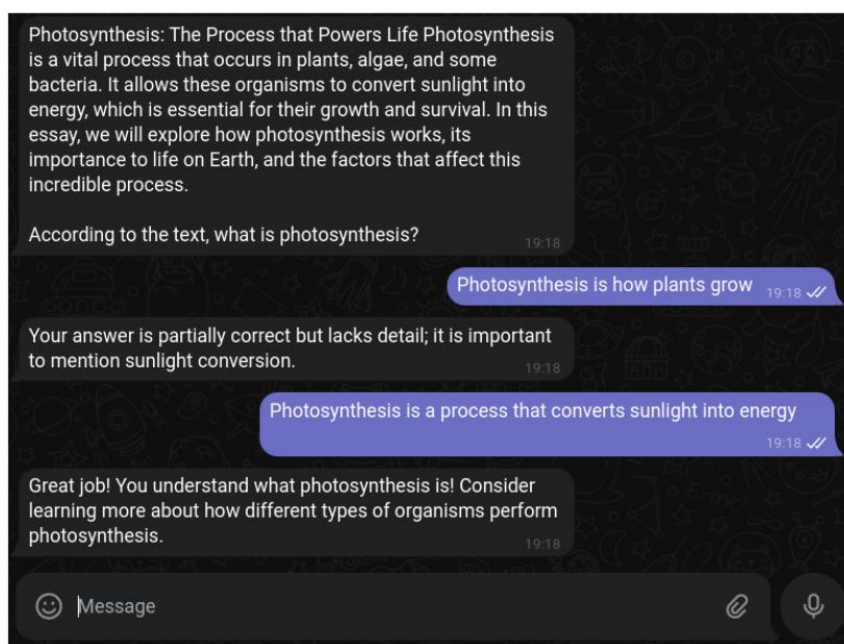 Photosynthesis: The Process that Powers Life Photosynthesis
is a vital process that occurs in plants, algae, and some
bacteria. It allows these organisms to convert sunlight into
energy, which is essential for their growth and survival. In this
essay, we will explore how photosynthesis works, its
importance to life on Earth, and the factors that affect this
incredible process.
According to the text, what is photosynthesis?
19:18
Photosynthesis is how plants grow 19:18
Your answer is partially correct but lacks detail; it is important
to mention sunlight conversion.
19:18
Photosynthesis is a process that converts sunlight into energy
19:18
Great job! You understand what photosynthesis is! Consider
learning more about how different types of organisms perform
photosynthesis.
19:18
Message